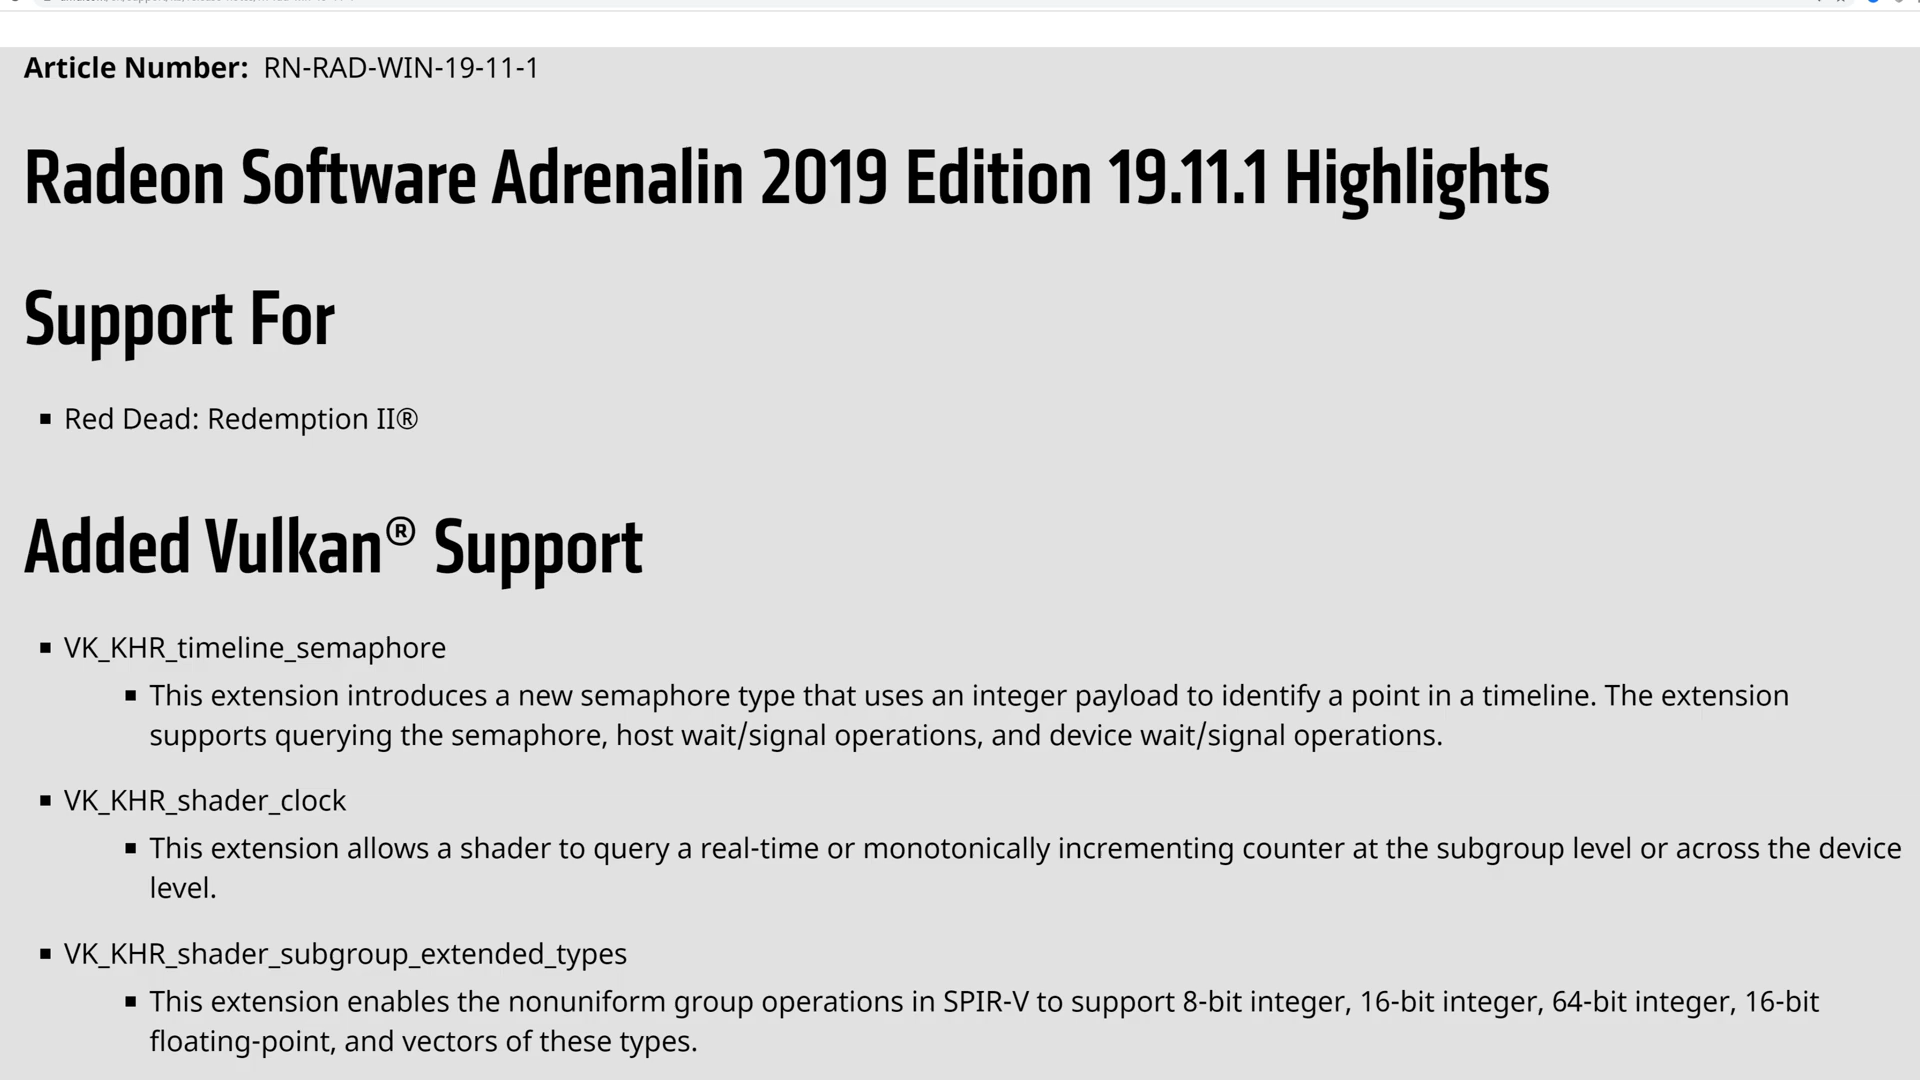 Article Number: RN-RAD-WIN-19-11-1
Radeon Software Adrenalin 2019 Edition 19.11.1 Highlights
Support For
Red Dead: Redemption II®
Added Vulkan® Support
VK_KHR_timeline_semaphore
This extension introduces a new semaphore type that uses an integer payload to identify a point in a timeline. The extension
supports querying the semaphore, host wait/signal operations, and device wait/signal operations.
VK_KHR_shader_clock
This extension allows a shader to query a real-time or monotonically incrementing counter at the subgroup level or across the device
level.
VK_KHR_shader_subgroup_extended_types
This extension enables the nonuniform group operations in SPIR-V to support 8-bit integer, 16-bit integer, 64-bit integer, 16-bit
floating-point, and vectors of these types.